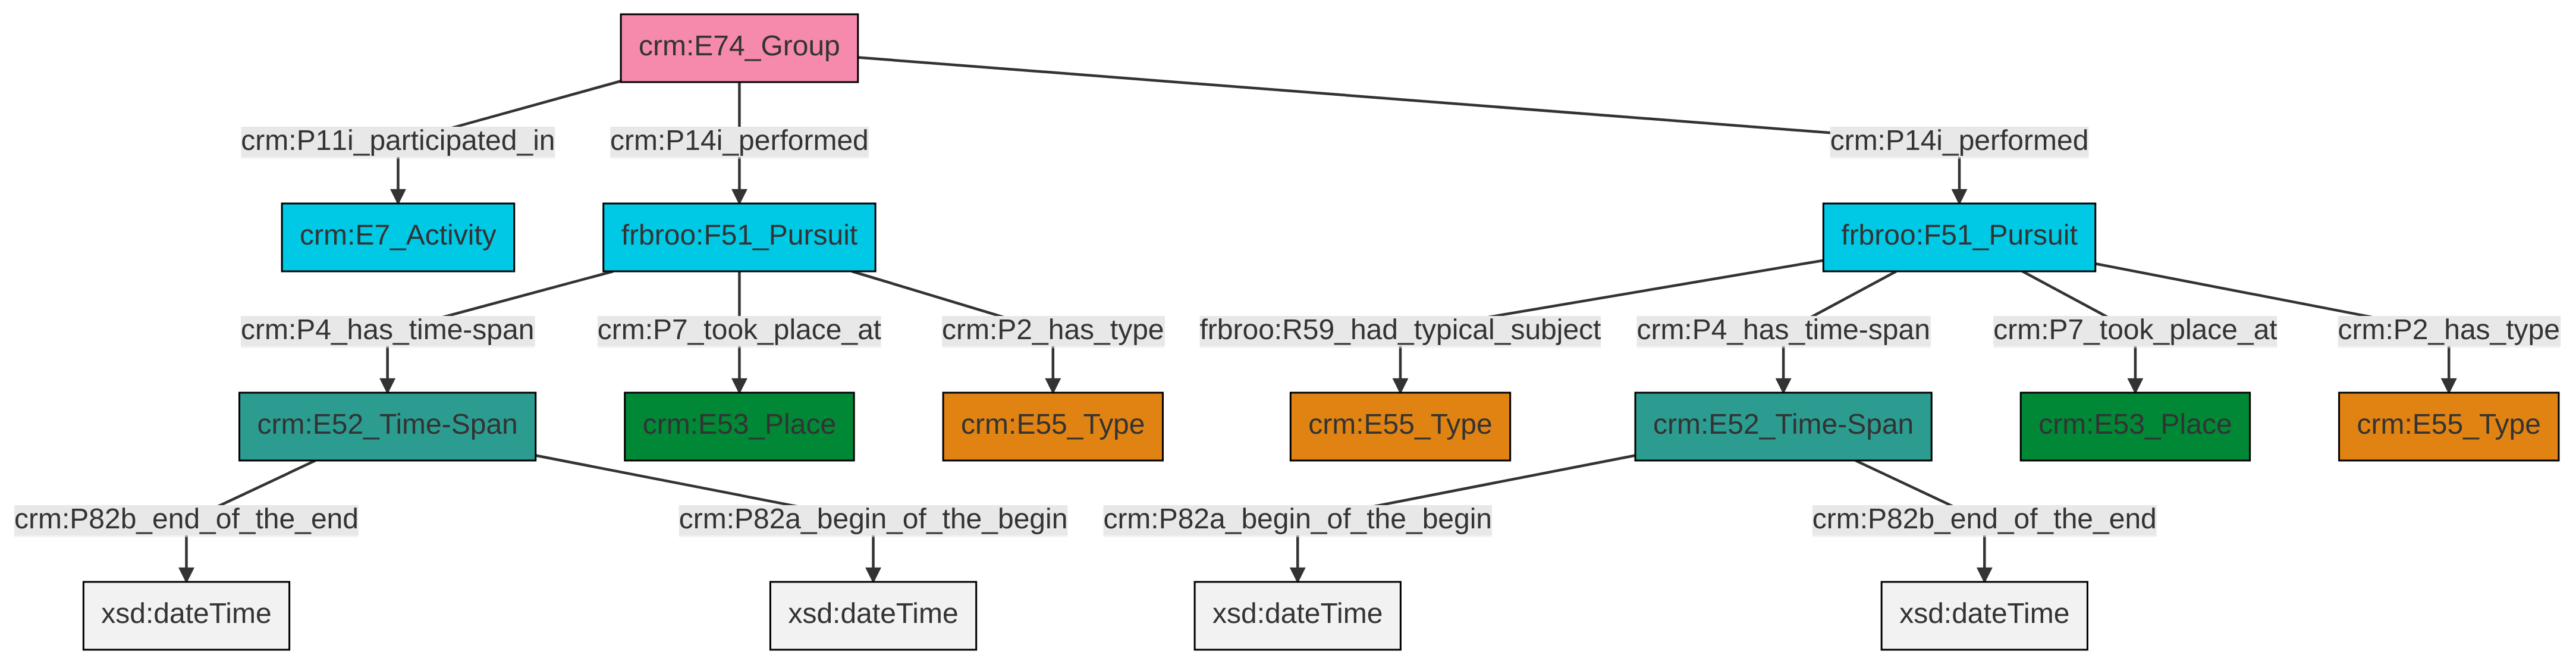 crm:E74_Group
crm:P11i_participated_in
crm:P14i_performed
crm:P14i_performed
crm:E7_Activity
frbroo:F51_Pursuit
frbroo:F51_Pursuit
crm:P4_has_time-span
crm:P7_took_place_at
crm:P2_has_type
frbroo:R59_had_typical_subject
crm:P4_has_time-span
crm:P7_took_place_at
crm:P2_has_type
crm:E52_Time-Span
crm:E53_Place
crm:E55_Type
crm:E55_Type
crm:E52_Time-Span
crm:E53_Place
crm:E55_Type
crm:P82b_end_of_the_end
crm:P82a_begin_of_the_begin
crm:P82a_begin_of_the_begin
crm:P82b_end_of_the_end
xsd:dateTime
xsd:dateTime
xsd:dateTime
xsd:dateTime